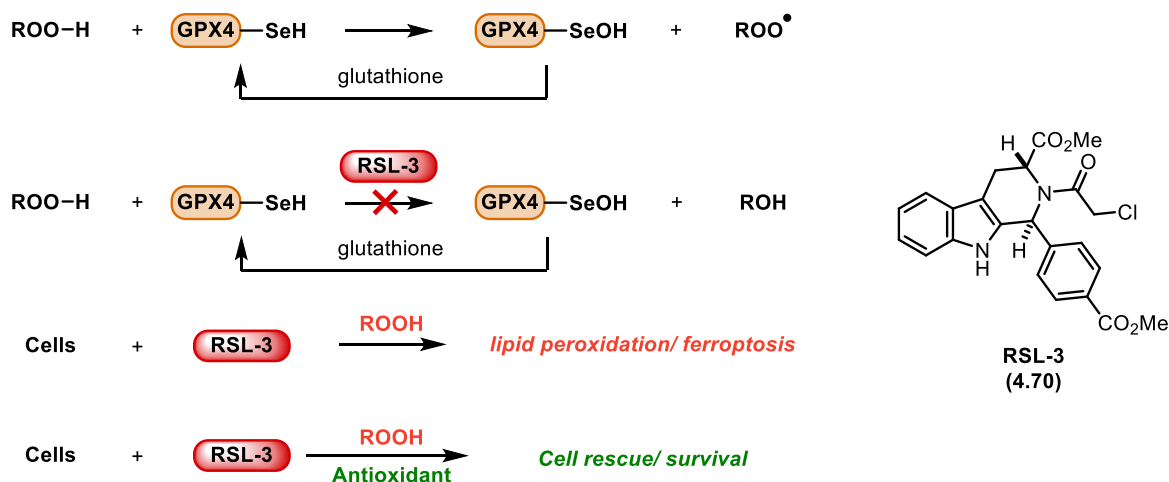 ROO–H + GPX4–SeH GPX4–SeOH + ROO•
glutathione
RSL-3
ROO–H + GPX4–SeH GPX4–SeOH + ROH
glutathione
Cells + RSL-3 ROOH lipid peroxidation/ ferroptosis
Cells + RSL-3 ROOH Antioxidant Cell rescue/ survival
H CO2Me
O
N
Cl
N
H
H
CO2Me
RSL-3
(4.70)